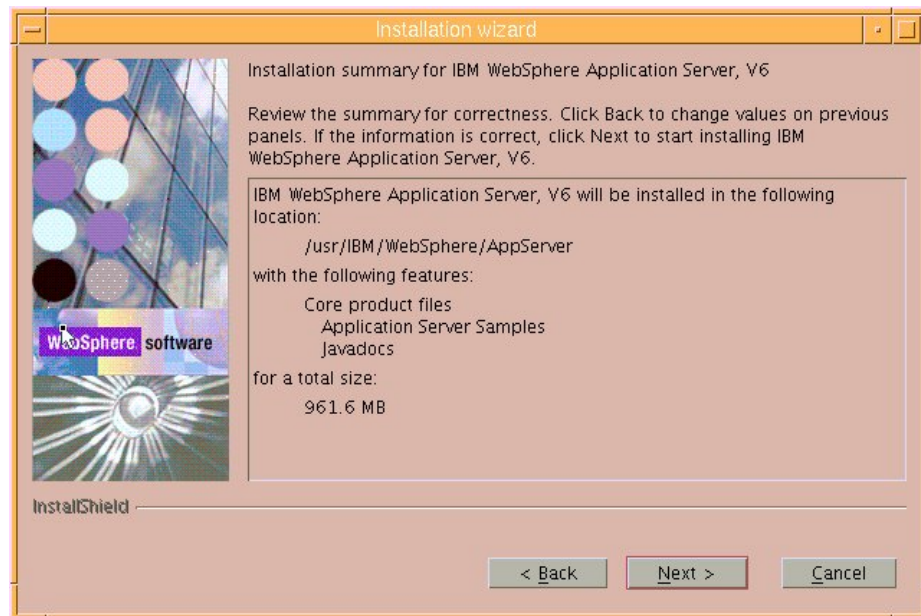 Installation wizard
Installation summary for IBM WebSphere Application Server, V6
Review the summary for correctness. Click Back to change values on previous
panels. If the information is correct, click Next to start installing IBM
WebSphere Application Server, V6.
IBM WebSphere Application Server, V6 will be installed in the following
location:
/usr/IBM/WebSphere/AppServer
with the following features:
Core product files
Application Server Samples
Javadocs
for a total size:
961.6 MB
WebSphere software
InstallShield
< Back Next > Cancel